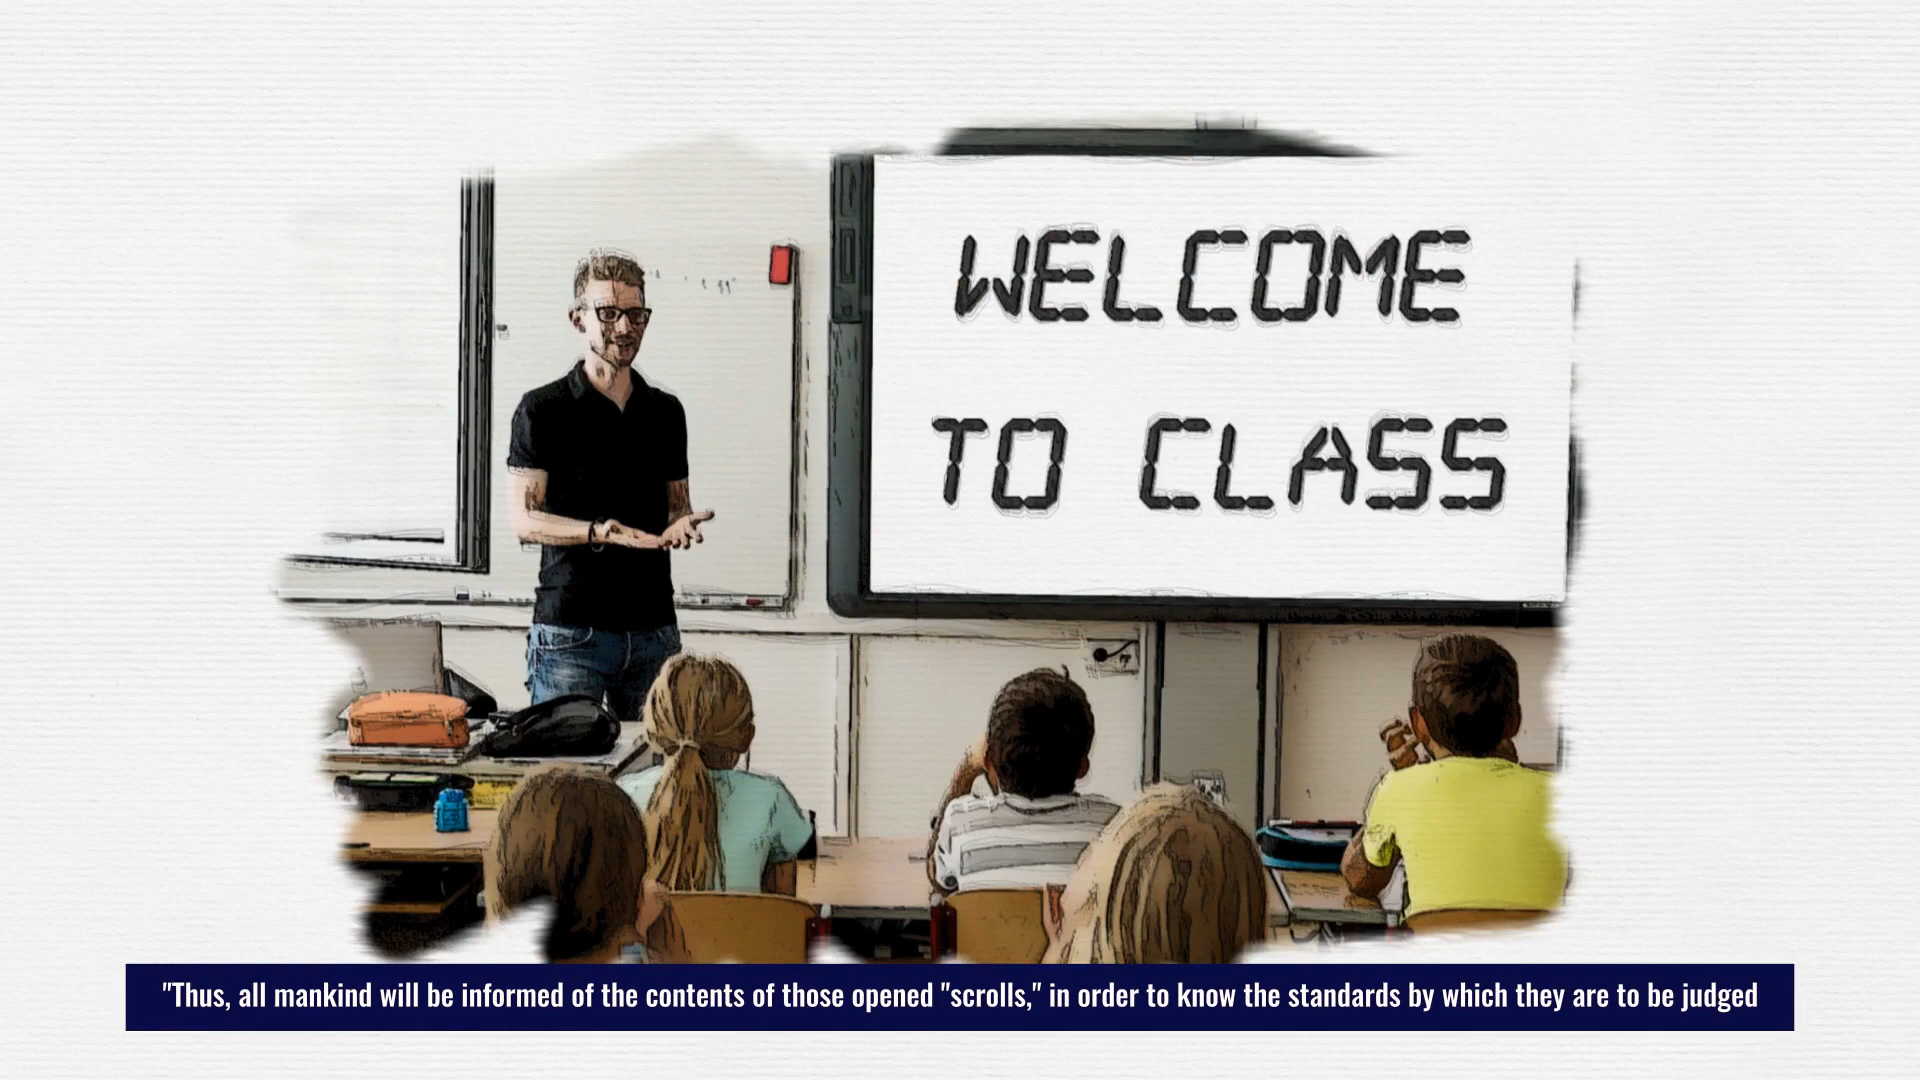 WELCOME
TO CLASS
"Thus, all mankind will be informed of the contents of those opened "scrolls," in order to know the standards by which they are to be judged